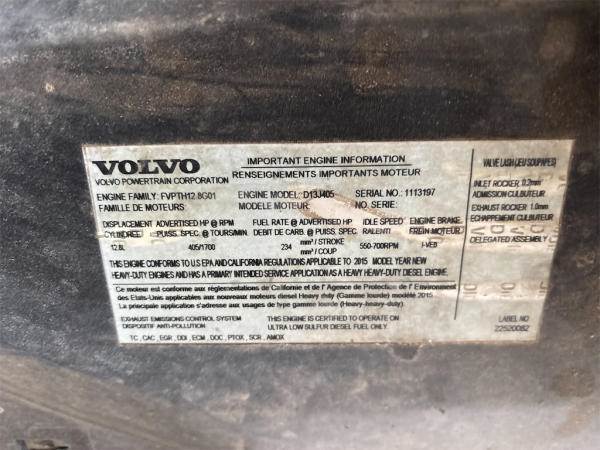 VOLVO
VOLVO POWERTRAIN CORPORATION
IMPORTANT ENGINE INFORMATION
RENSEIGNEMENTS IMPORTANTS MOTEUR
ENGINE FAMILY: FVPTH12.8G01
FAMILLE DE MOTEURS
ENGINE MODEL: D13J405
MODELE MOTEUR:
SERIAL NO.: 1113197
NO. SERIE:
DISPLACEMENT ADVERTISED HP @ RPM FUEL RATE @ ADVERTISED HP IDLE SPEED ENGINE BRAKE
CYLINDREE PUISS. SPEC. @ TOURS/MIN. DEBIT DE CARB. @ PUISS. SPEC. RALENTI FREIN MOTEUR
12.8L 405/1700 234 mm³/STROKE 550-700RPM I-VEB
mm³/COUP
THIS ENGINE CONFORMS TO U.S EPA AND CALIFORNIA REGULATIONS APPLICABLE TO 2015 MODEL YEAR NEW
HEAVY-DUTY ENGINES AND HAS A PRIMARY INTENDED SERVICE APPLICATION AS A HEAVY HEAVY-DUTY DIESEL ENGINE.
Ce moteur est conforme aux réglementations de Californie et de l' Agence de Protection de l' Environment
des Etats-Unis applicables aux nouveaux moteurs diesel Heavy duty (Gamme lourde) modèle 2015.
La principale application s'adresse aux usages de type gamme lourde (Heavy-heavy-duty).
EXHAUST EMISSIONS CONTROL SYSTEM
DISPOSITIF ANTI-POLLUTION
THIS ENGINE IS CERTIFIED TO OPERATE ON
ULTRA LOW SULFUR DIESEL FUEL ONLY.
TC , CAC , EGR , DDI , ECM , DOC , PTOX , SCR , AMOX
VALVE LASH (JEU SOUPAPES)
INLET ROCKER, 0.2mm
ADMISSION CULBUTEUR
EXHAUST ROCKER, 1.0mm
ECHAPPEMENT CULBUTEUR
DELEGATED ASSEMBLY
LABEL NO
22520082